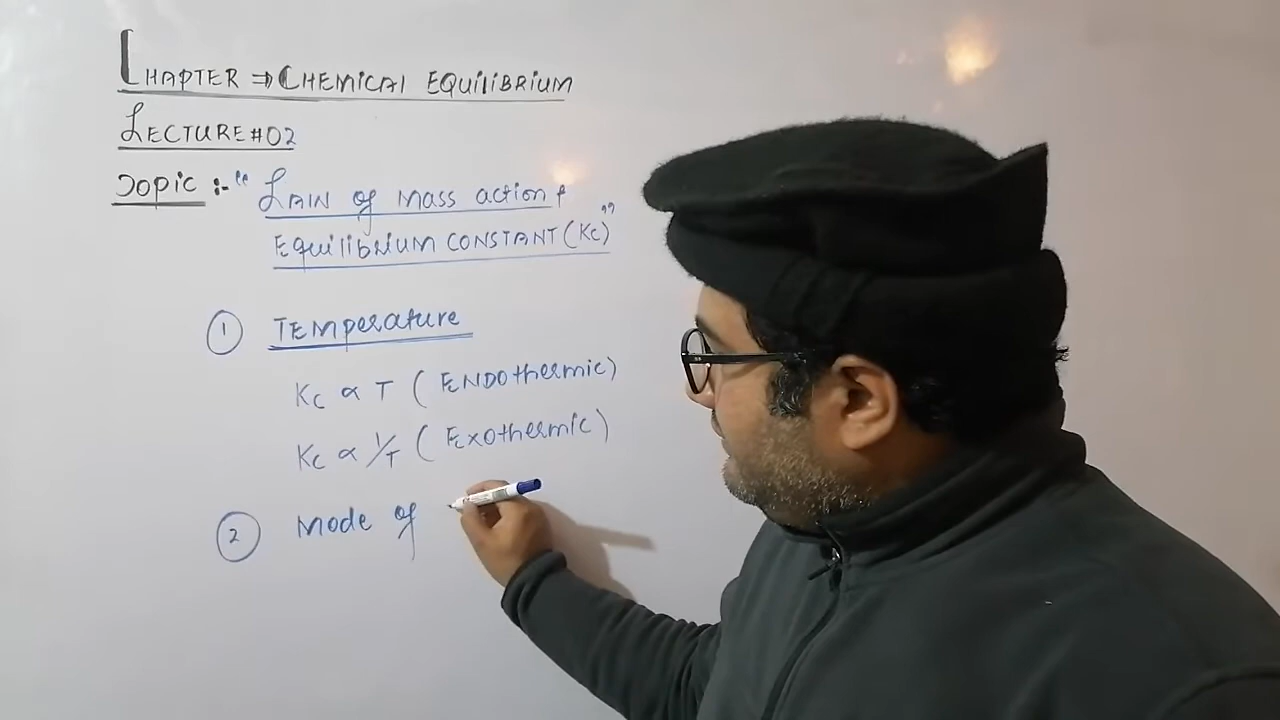 CHAPTER ⇒ CHEMICAL EQUILIBRIUM
LECTURE #02
Topic :- " LAW of Mass action &
EQuiliBRIUM CONSTANT (Kc) "
1 TEMPerature
Kc ∝ T ( ENDOthermic)
Kc ∝ 1/T ( Exothermic)
2 Mode of